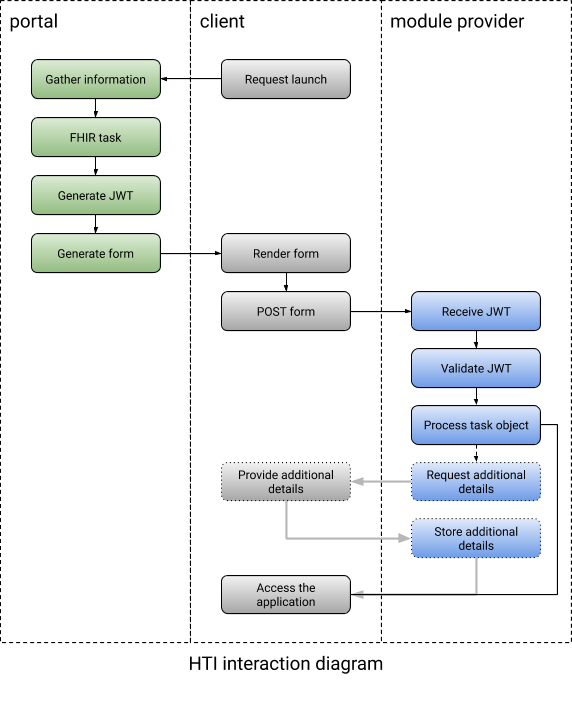 portal
client
module provider
Gather information
Request launch
FHIR task
Generate JWT
Generate form
Render form
POST form
Receive JWT
Validate JWT
Process task object
Provide additional
details
Request additional
details
Store additional
details
Access the
application
HTI interaction diagram